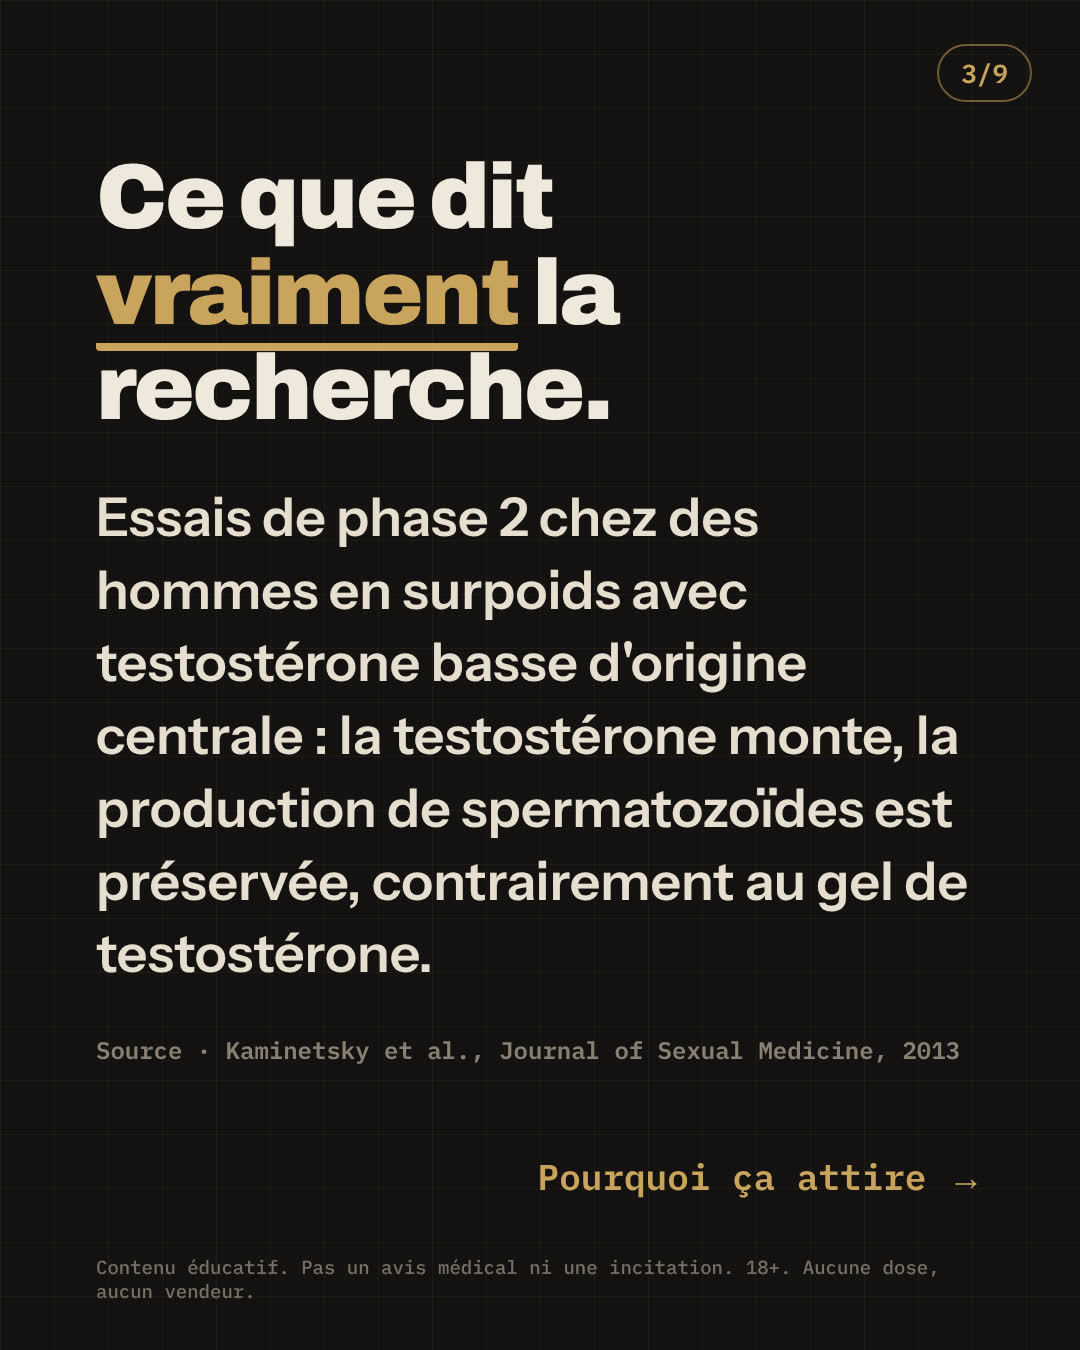 3/9
Ce que dit
vraiment la
recherche.
Essais de phase 2 chez des
hommes en surpoids avec
testostérone basse d'origine
centrale : la testostérone monte, la
production de spermatozoïdes est
préservée, contrairement au gel de
testostérone.
Source · Kaminetsky et al., Journal of Sexual Medicine, 2013
Pourquoi ça attire →
Contenu éducatif. Pas un avis médical ni une incitation. 18+. Aucune dose,
aucun vendeur.